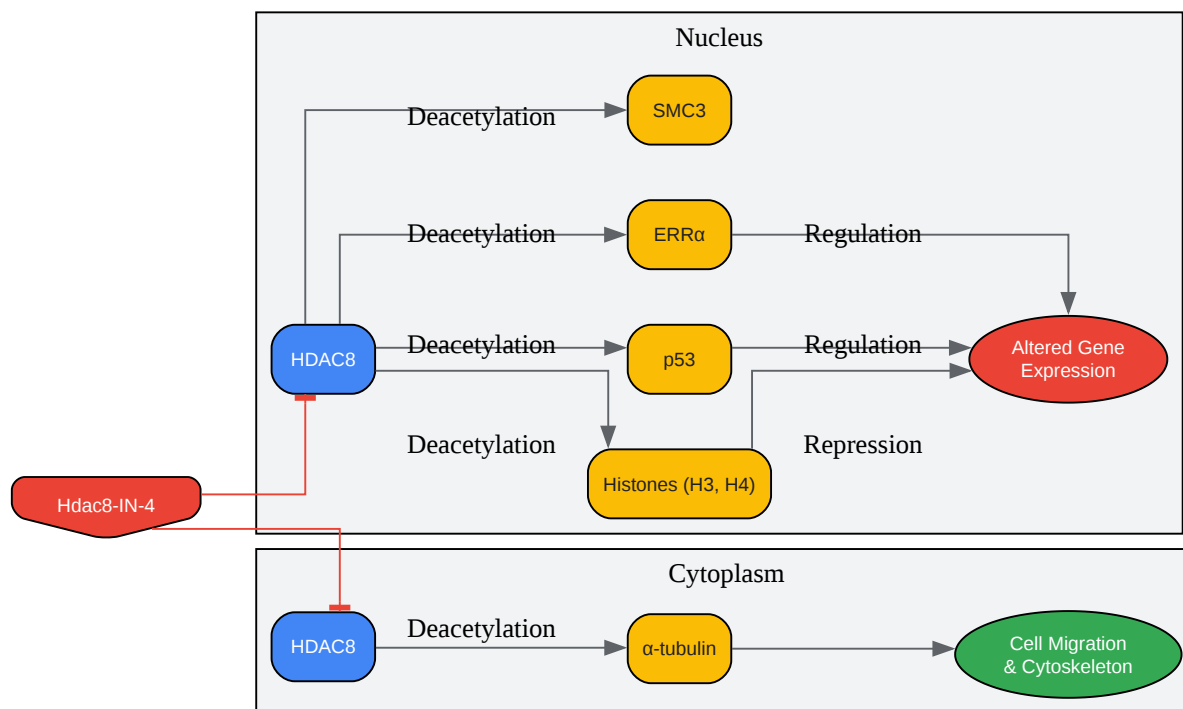 Nucleus
Deacetylation
SMC3
Deacetylation
ERRα
Regulation
HDAC8
Deacetylation
p53
Regulation
Altered Gene
Expression
Deacetylation
Repression
Histones (H3, H4)
Hdac8-IN-4
Cytoplasm
HDAC8
Deacetylation
α-tubulin
Cell Migration
& Cytoskeleton